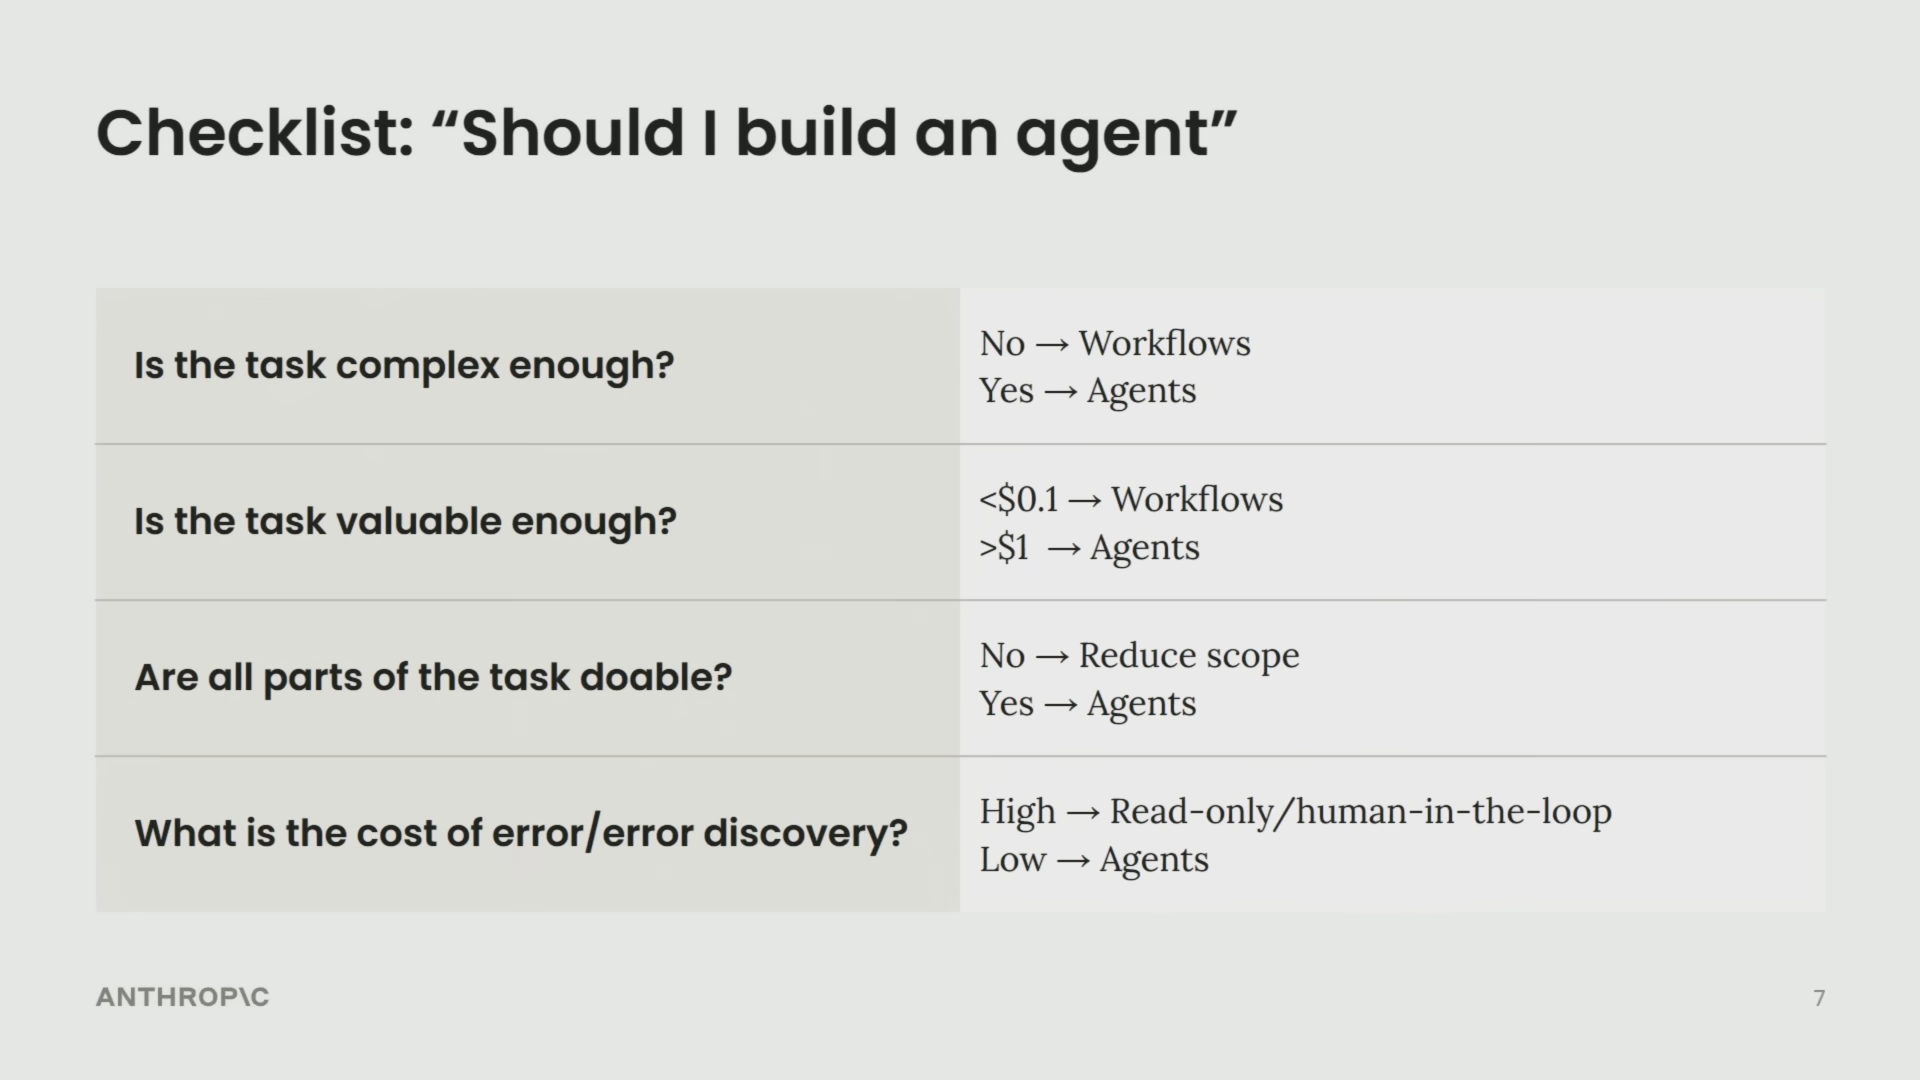 Checklist: “Should I build an agent”
Is the task complex enough?
No → Workflows
Yes → Agents
Is the task valuable enough?
<$0.1 → Workflows
>$1 → Agents
Are all parts of the task doable?
No → Reduce scope
Yes → Agents
What is the cost of error/error discovery?
High → Read-only/human-in-the-loop
Low → Agents
ANTHROP\C
7